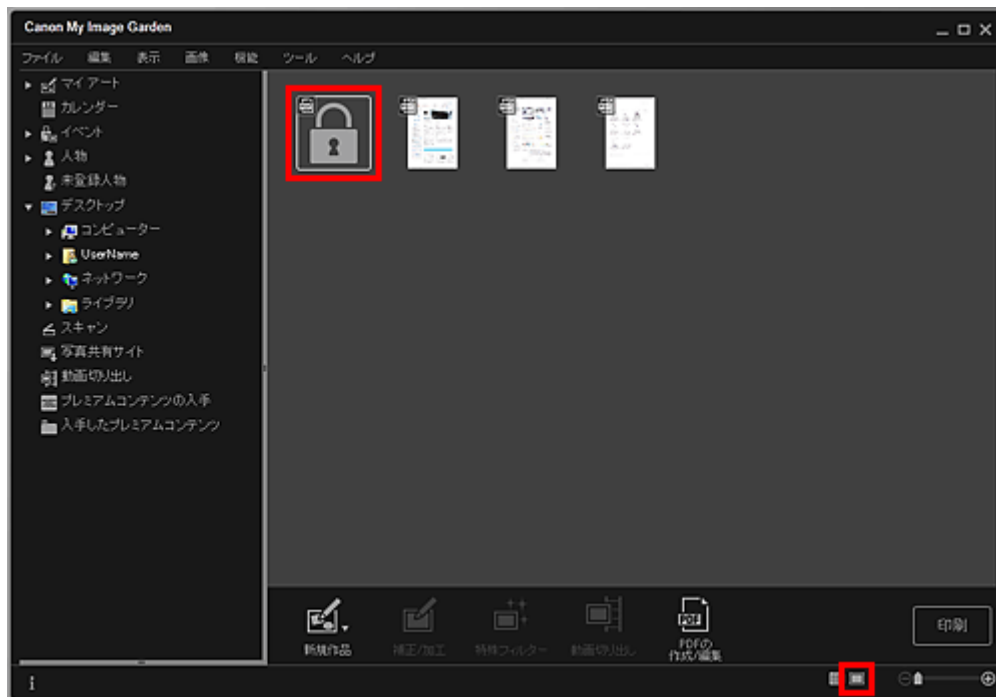 Canon My Image Garden
ファイル 編集 表示 画像 機能 ツール ヘルプ
マイ アート
カレンダー
イベント
人物
未登録人物
デスクトップ
コンピューター
UserName
ネットワーク
ライブラリ
スキャン
写真共有サイト
動画切り出し
プレミアムコンテンツの入手
入手したプレミアムコンテンツ
新規作品 補正/加工 特殊フィルター 動画切り出し PDFの
作成/編集
PDF
印刷